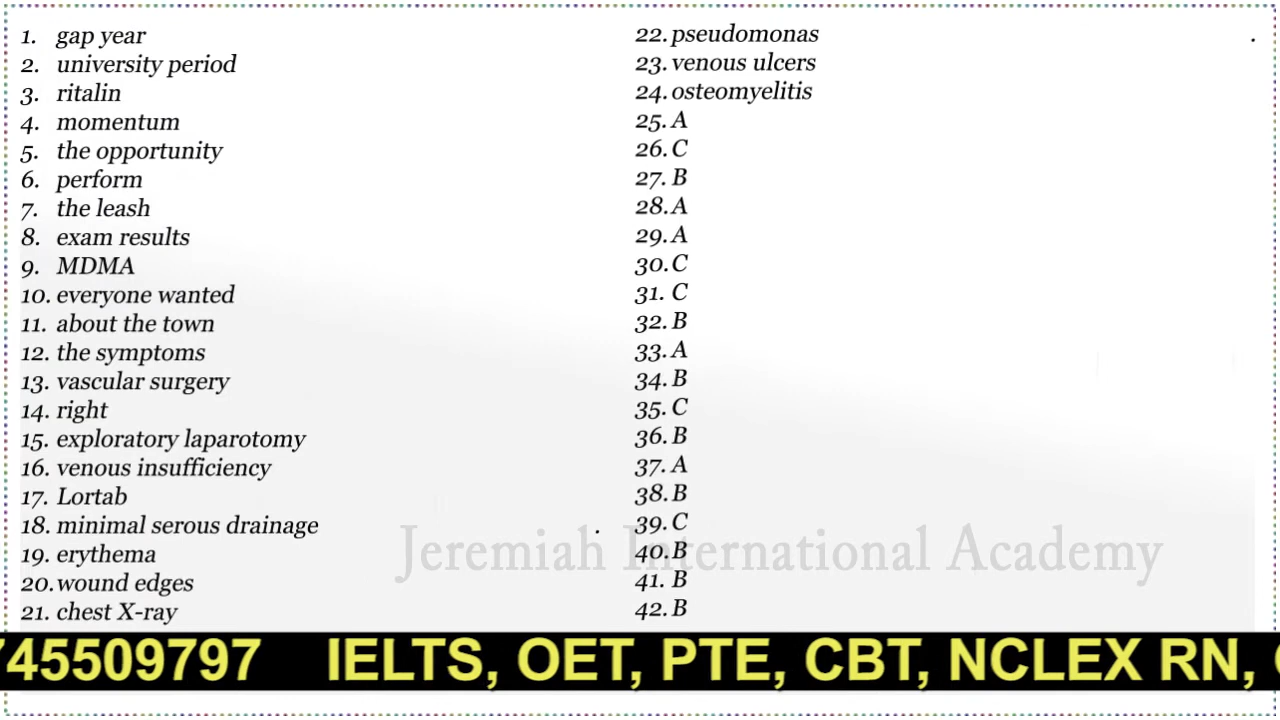 1. gap year
2. university period
3. ritalin
4. momentum
5. the opportunity
6. perform
7. the leash
8. exam results
9. MDMA
10. everyone wanted
11. about the town
12. the symptoms
13. vascular surgery
14. right
15. exploratory laparotomy
16. venous insufficiency
17. Lortab
18. minimal serous drainage .
19. erythema
20. wound edges
21. chest X-ray
22. pseudomonas .
23. venous ulcers
24. osteomyelitis
25. A
26. C
27. B
28. A
29. A
30. C
31. C
32. B
33. A
34. B
35. C
36. B
37. A
38. B
39. C
40. B
41. B
42. B
Jeremiah International Academy
745509797 IELTS, OET, PTE, CBT, NCLEX RN,